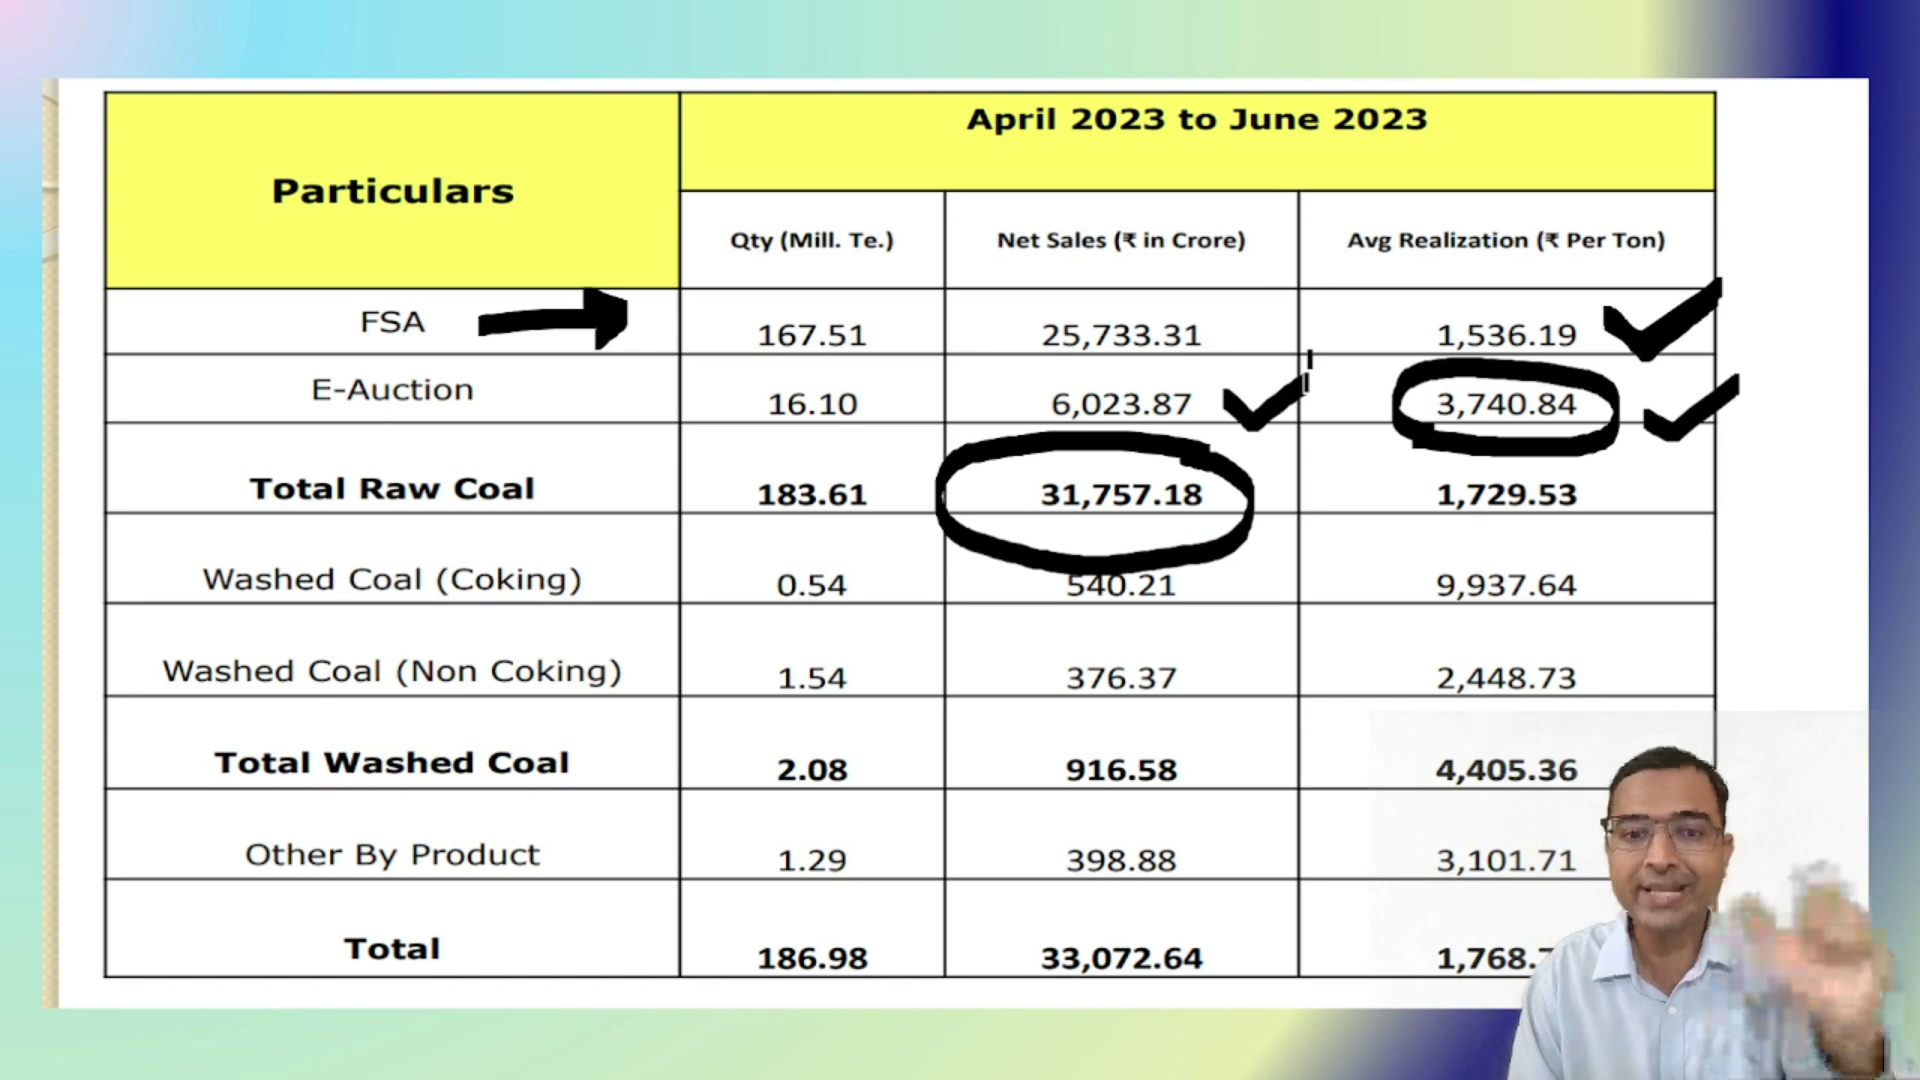 Particulars
April 2023 to June 2023
Qty (Mill. Te.) Net Sales (₹ in Crore) Avg Realization (₹ Per Ton)
FSA 167.51 25,733.31 1,536.19
E-Auction 16.10 6,023.87 3,740.84
Total Raw Coal 183.61 31,757.18 1,729.53
Washed Coal (Coking) 0.54 540.21 9,937.64
Washed Coal (Non Coking) 1.54 376.37 2,448.73
Total Washed Coal 2.08 916.58 4,405.36
Other By Product 1.29 398.88 3,101.71
Total 186.98 33,072.64